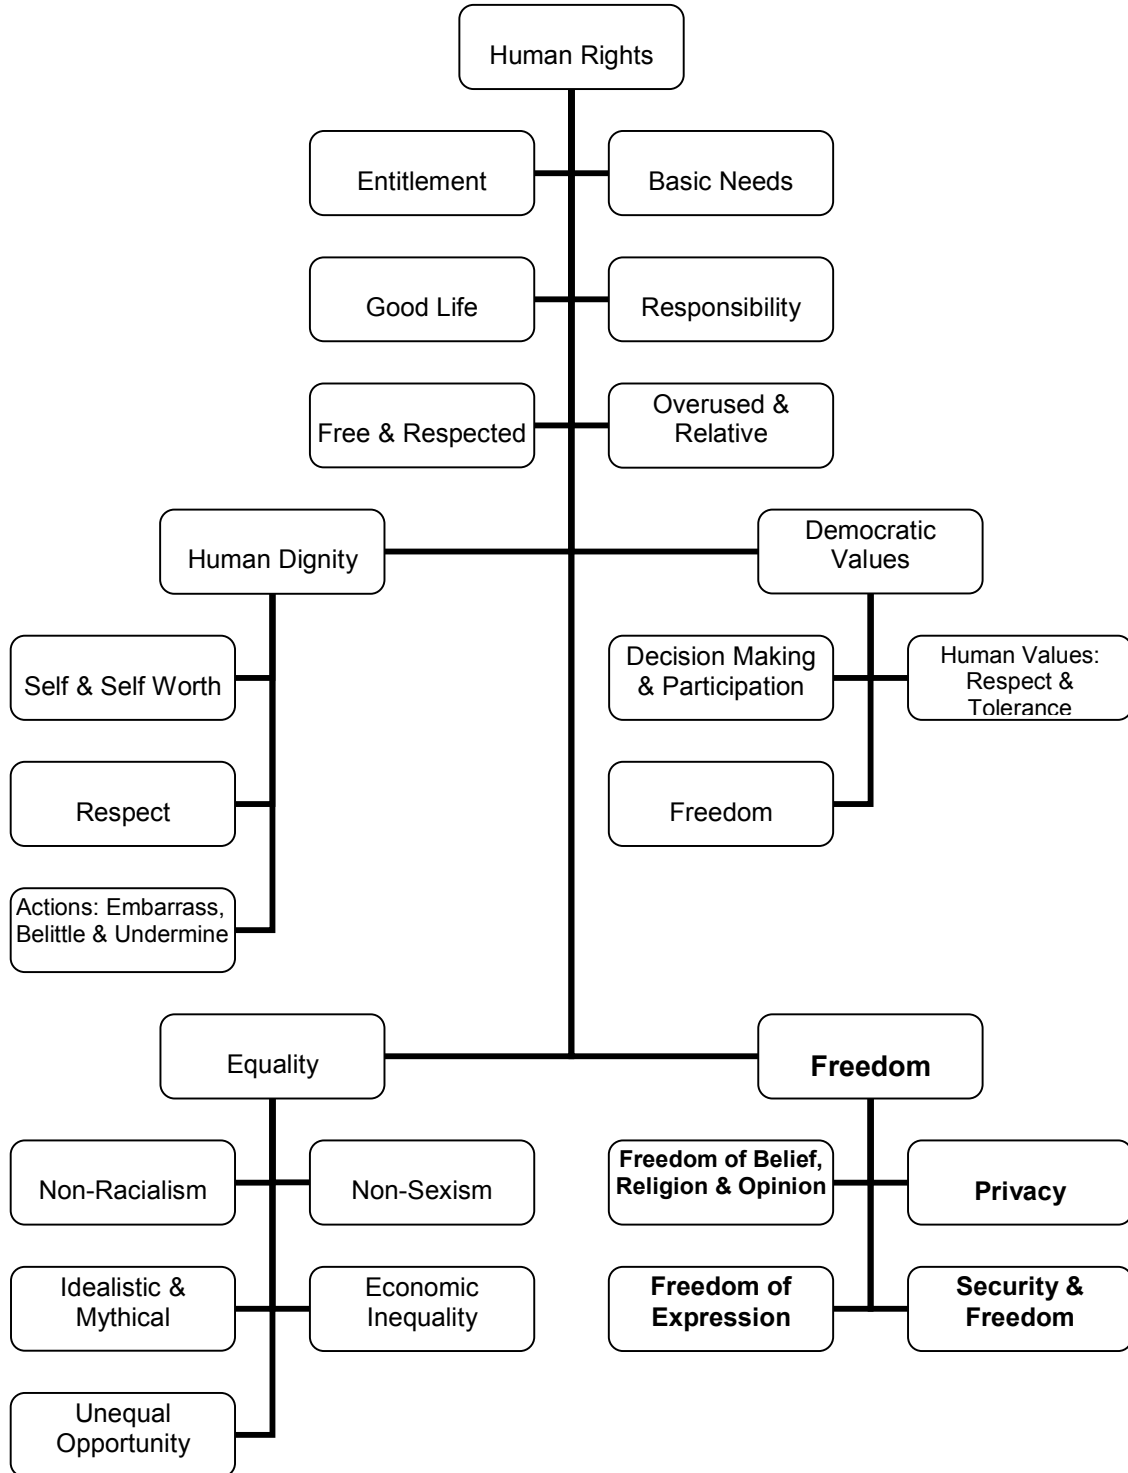 Human Rights
Entitlement
Basic Needs
Good Life
Responsibility
Free & Respected
Overused &
Relative
Human Dignity
Democratic
Values
Self & Self Worth
Decision Making
& Participation
Human Values:
Respect &
Tolerance
Respect
Freedom
Actions: Embarrass,
Belittle & Undermine
Equality
Freedom
Non-Racialism
Non-Sexism
Freedom of Belief,
Religion & Opinion
Privacy
Idealistic &
Mythical
Economic
Inequality
Freedom of
Expression
Security &
Freedom
Unequal
Opportunity